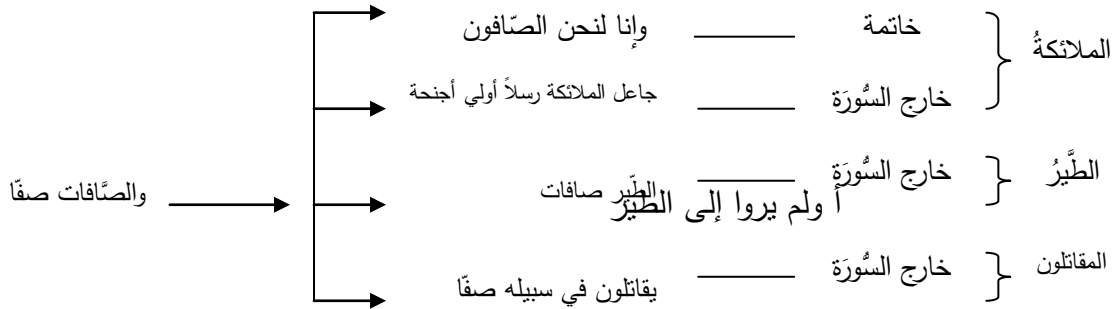 الملائكةُ
خاتمة
وإنا لنحن الصّافون
خارج السُّورَة
جاعل الملائكة رسلاً أولي أجنحة
الطَّيرُ
خارج السُّورَة
الطّير صافات
أ ولم يروا إلى الطّيْر
والصَّافات صفّا
المقاتلون
خارج السُّورَة
يقاتلون في سبيله صفّا